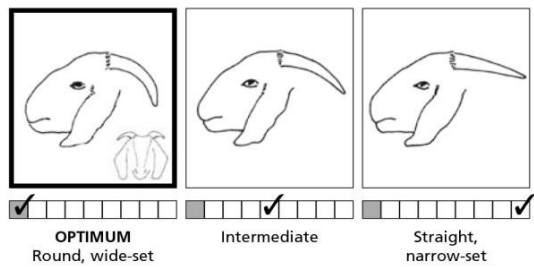 OPTIMUM
Round, wide-set
Intermediate
Straight,
narrow-set